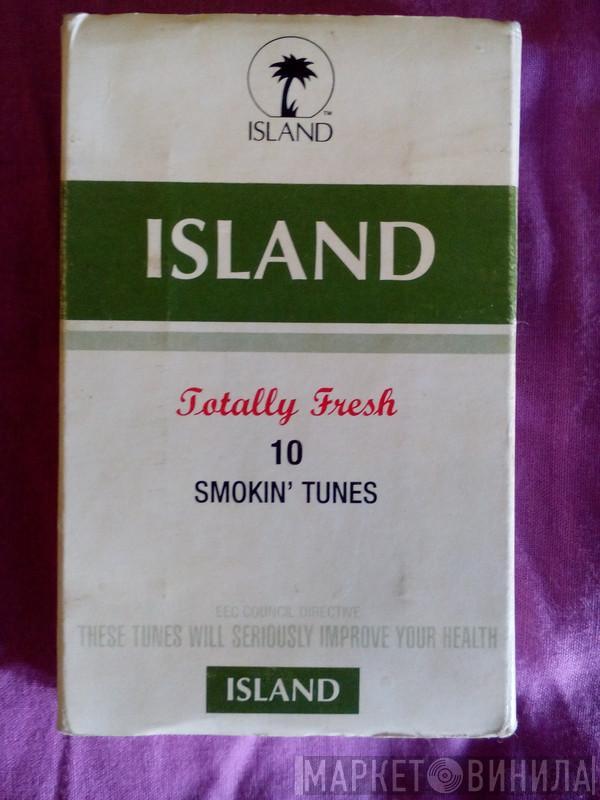 ISLAND
ISLAND
Totally Fresh
10
SMOKIN' TUNES
EEC COUNCIL DIRECTIVE
THESE TUNES WILL SERIOUSLY IMPROVE YOUR HEALTH
ISLAND
МАРКЕТ ВИНИЛА